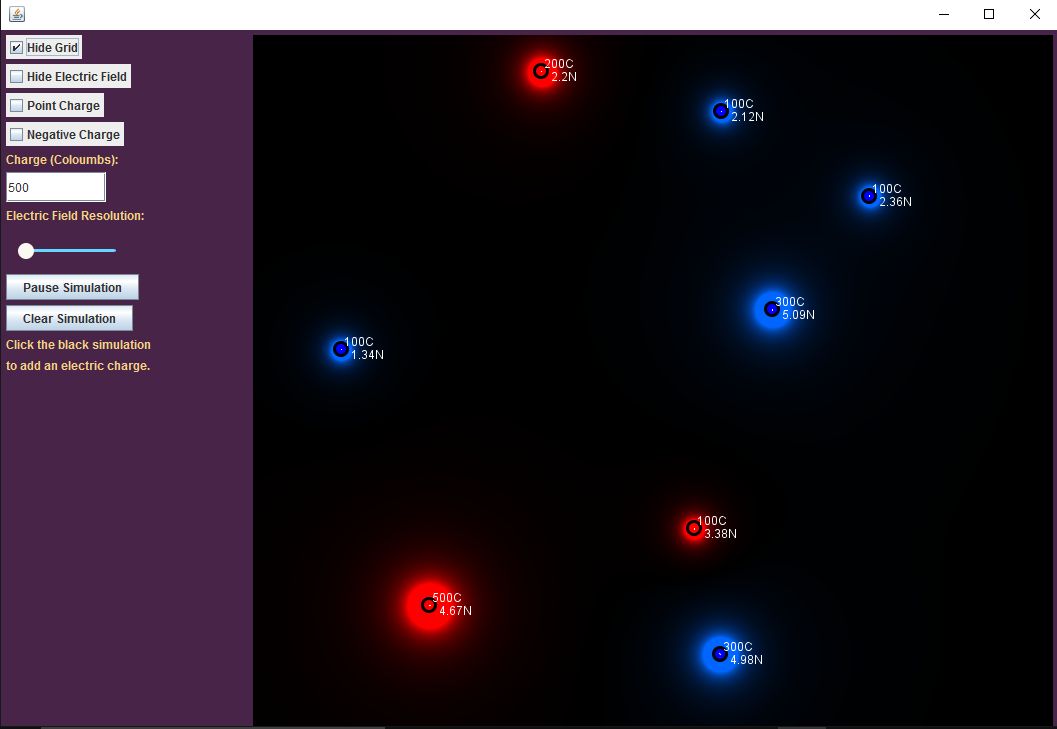 Hide Grid
Hide Electric Field
Point Charge
Negative Charge
Charge (Coloumbs):
500
Electric Field Resolution:
Pause Simulation
Clear Simulation
Click the black simulation
to add an electric charge.
200C
2.2N
100C
2.12N
100C
2.36N
300C
5.09N
100C
1.34N
100C
3.38N
500C
4.67N
300C
4.98N